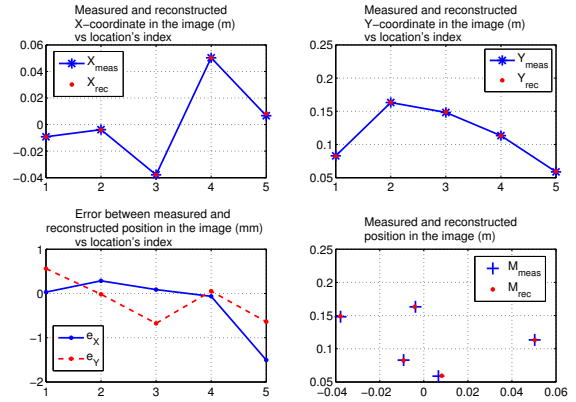 Measured and reconstructed
X−coordinate in the image (m)
vs location's index
0.06
0.04
0.02
0
−0.02
−0.04
1 2 3 4 5
X_meas
X_rec
Measured and reconstructed
Y−coordinate in the image (m)
vs location's index
0.25
0.2
0.15
0.1
0.05
1 2 3 4 5
Y_meas
Y_rec
Error between measured and
reconstructed position in the image (mm)
vs location's index
1
0
−1
−2
1 2 3 4 5
e_X
e_Y
Measured and reconstructed
position in the image (m)
0.25
0.2
0.15
0.1
0.05
−0.04 −0.02 0 0.02 0.04 0.06
M_meas
M_rec